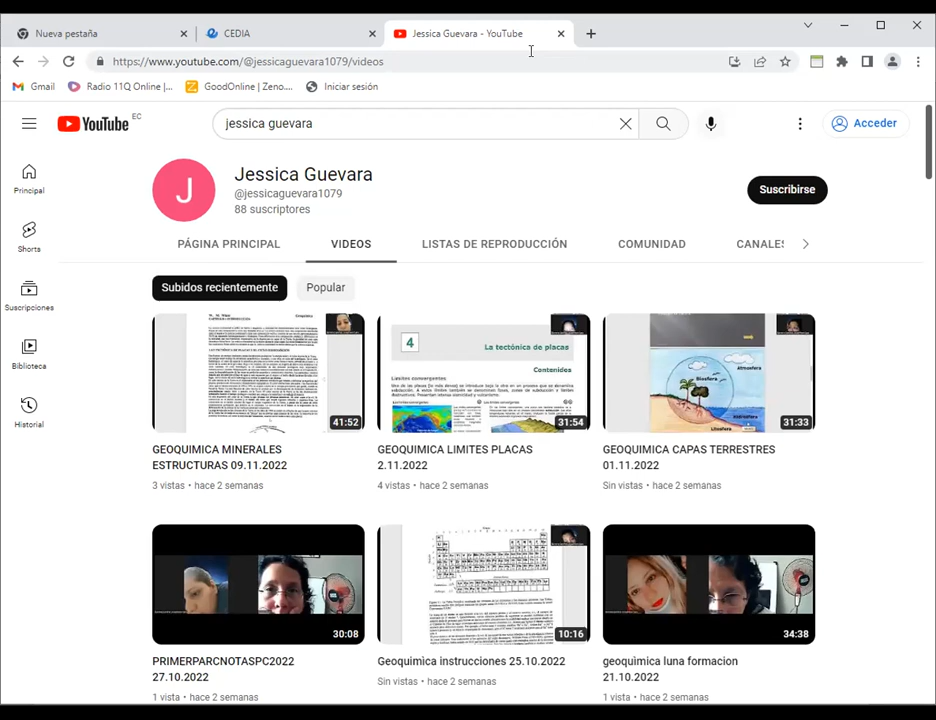 Nueva pestaña
CEDIA
Jessica Guevara - YouTube
https://www.youtube.com/@jessicaguevara1079/videos
Gmail
Radio 11Q Online |...
GoodOnline | Zeno....
Iniciar sesión
YouTube EC
jessica guevara
Acceder
Principal
Shorts
Suscripciones
Biblioteca
Historial
J
Jessica Guevara
@jessicaguevara1079
88 suscriptores
Suscribirse
PÁGINA PRINCIPAL
VIDEOS
LISTAS DE REPRODUCCIÓN
COMUNIDAD
CANALES
Subidos recientemente
Popular
41:52
GEOQUIMICA MINERALES
ESTRUCTURAS 09.11.2022
3 vistas • hace 2 semanas
4
La tectónica de placas
Contenidos
Límites convergentes
31:54
GEOQUIMICA LIMITES PLACAS
2.11.2022
4 vistas • hace 2 semanas
Atmosfera
Biosfera
Hidrosfera
Litosfera
31:33
GEOQUIMICA CAPAS TERRESTRES
01.11.2022
Sin vistas • hace 2 semanas
30:08
PRIMERPARCNOTASPC2022
27.10.2022
1 vista • hace 2 semanas
10:16
Geoquimìca instrucciones 25.10.2022
Sin vistas • hace 2 semanas
34:38
geoquìmica luna formacion
21.10.2022
1 vista • hace 2 semanas